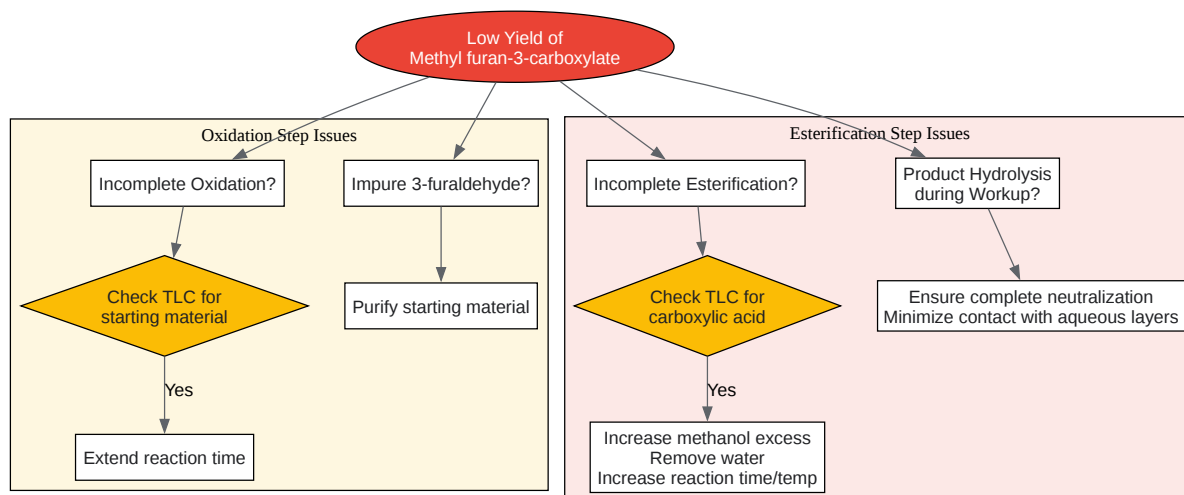 Low Yield of
Methyl furan-3-carboxylate
Oxidation Step Issues
Incomplete Oxidation?
Impure 3-furaldehyde?
Check TLC for
starting material
Purify starting material
Yes
Extend reaction time
Esterification Step Issues
Incomplete Esterification?
Product Hydrolysis
during Workup?
Check TLC for
carboxylic acid
Ensure complete neutralization
Minimize contact with aqueous layers
Yes
Increase methanol excess
Remove water
Increase reaction time/temp